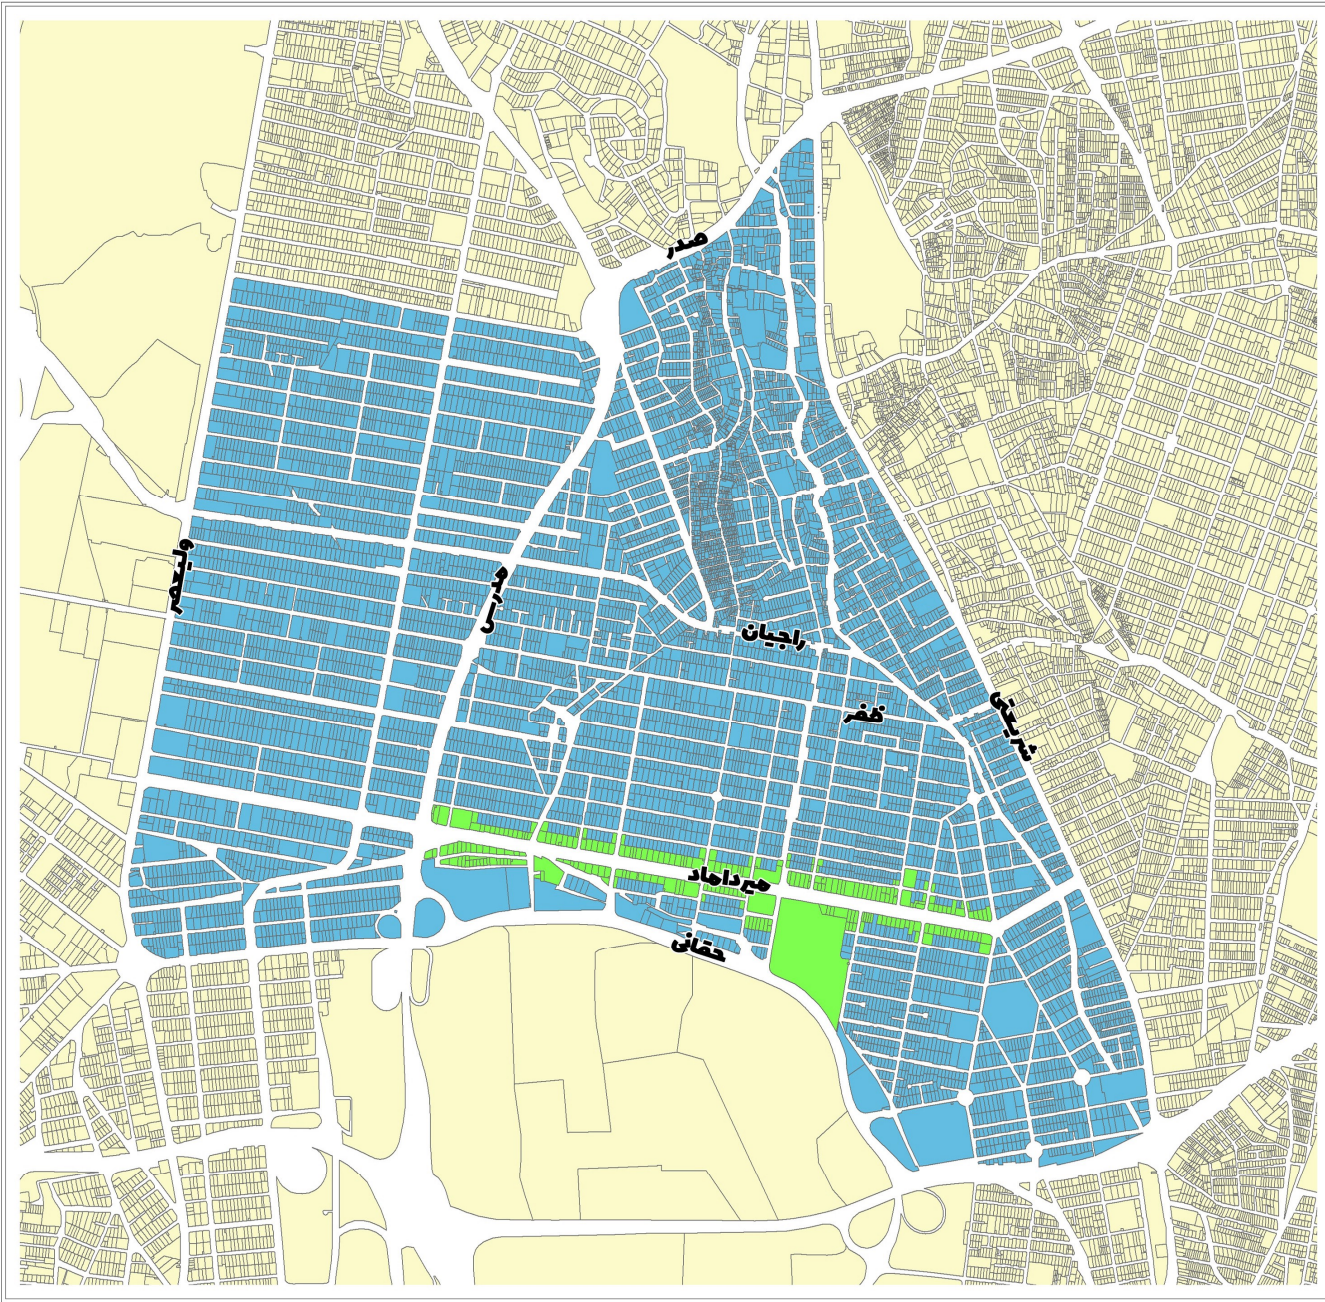 صدر
ولیعصر
مدرس
راجیان
ظفر
شریعتی
میرداماد
حقانی